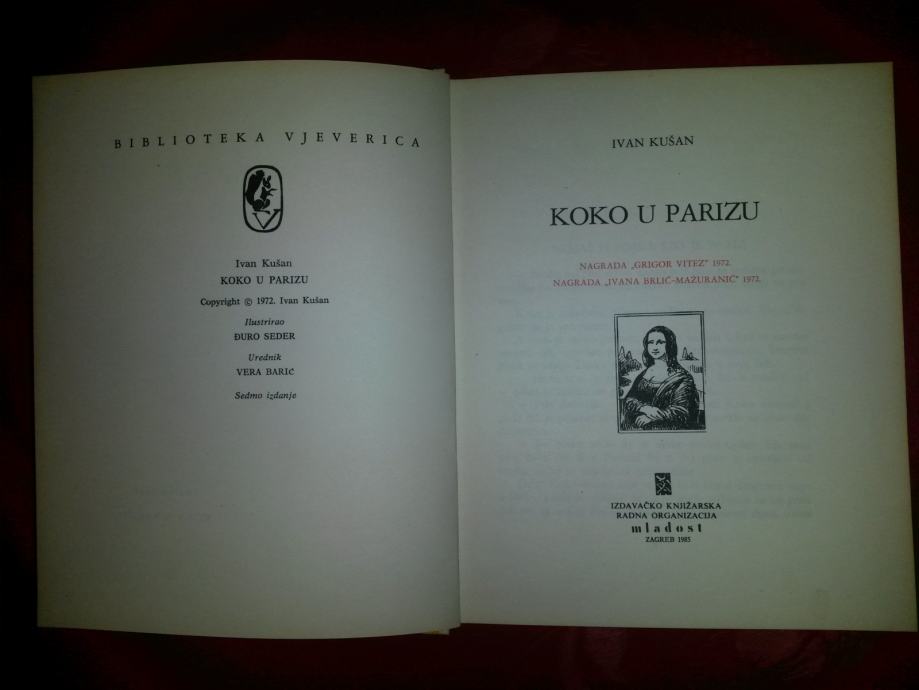 BIBLIOTEKA VJEVERICA
V
Ivan Kušan
KOKO U PARIZU
Copyright © 1972. Ivan Kušan
Ilustrirao
ĐURO SEDER
Urednik
VERA BARIĆ
Sedmo izdanje
IVAN KUŠAN
KOKO U PARIZU
NAGRADA „GRIGOR VITEZ” 1972.
NAGRADA „IVANA BRLIĆ-MAŽURANIĆ” 1972.
IZDAVAČKO KNJIŽARSKA
RADNA ORGANIZACIJA
mladost
ZAGREB 1985